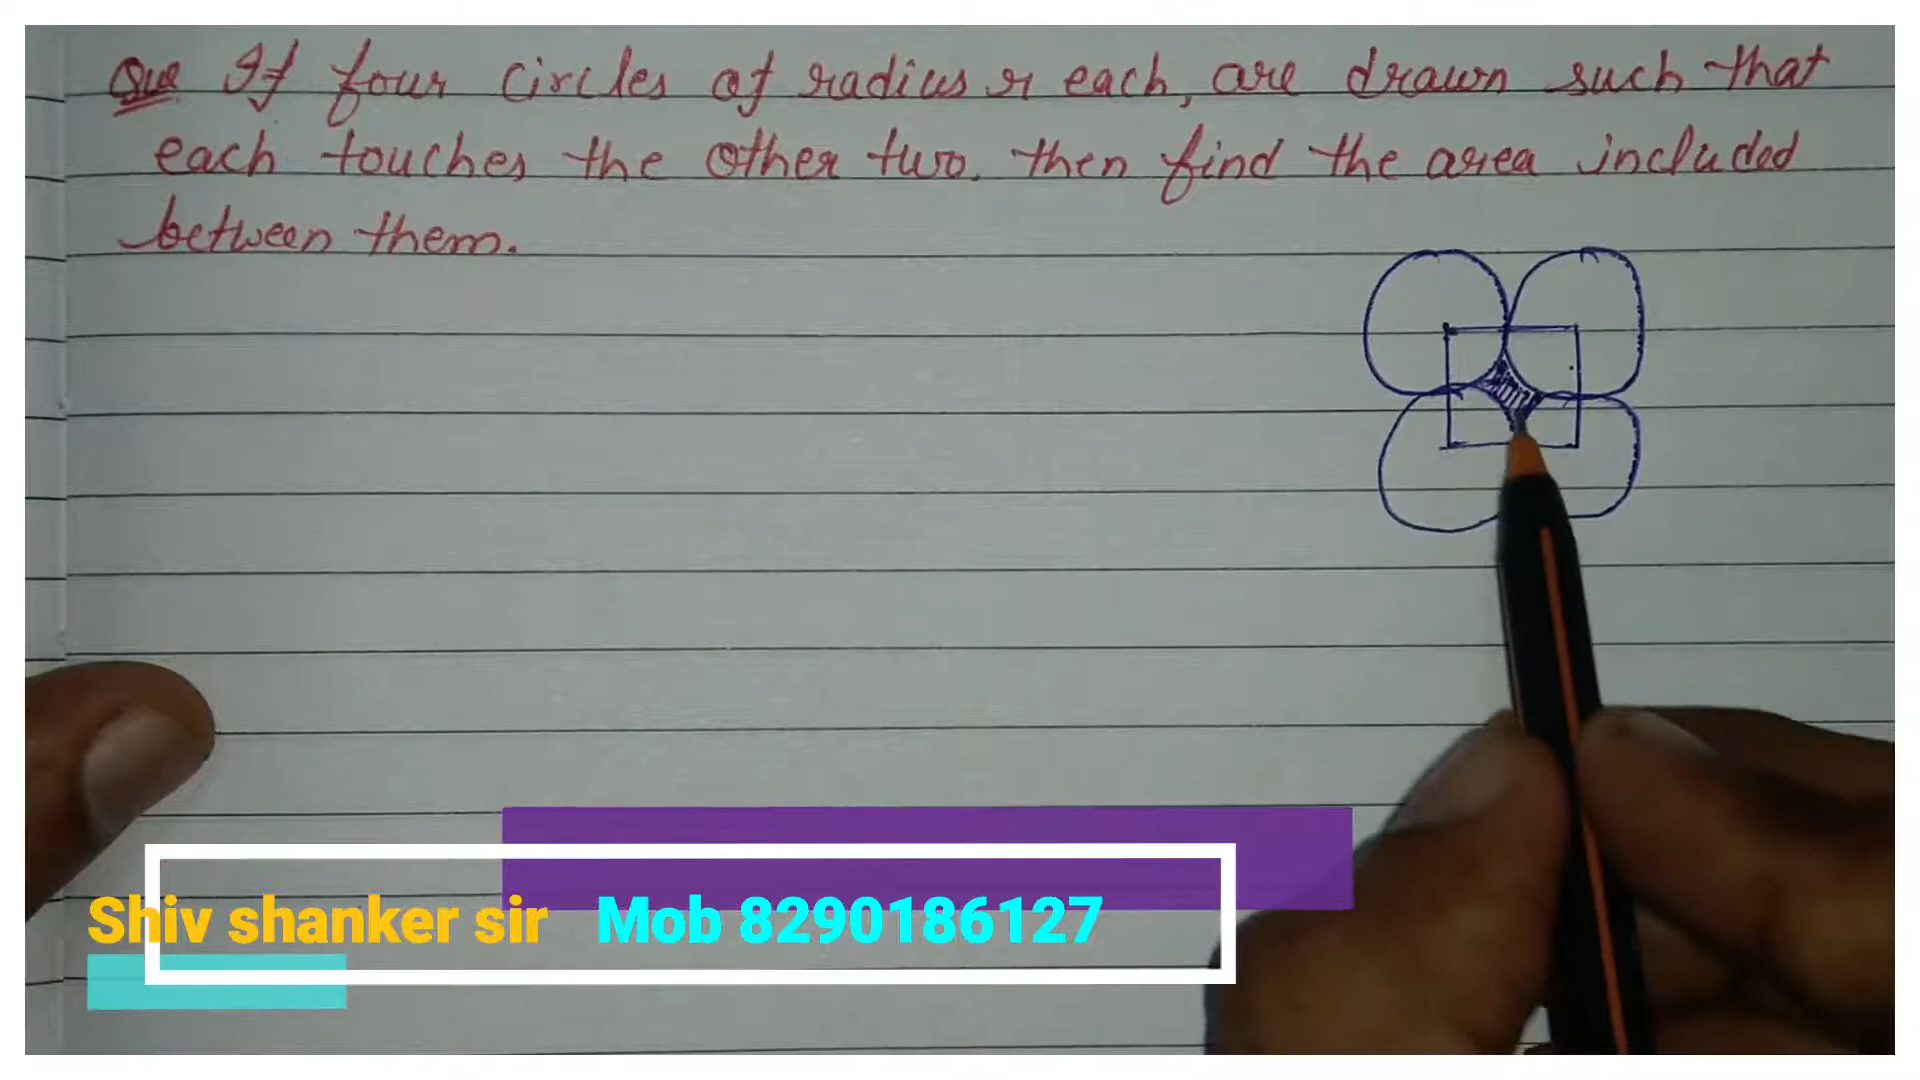 Que If four circles of radius r each, are drawn such that
each touches the other two. then find the area included
between them.
Shiv shanker sir Mob 8290186127